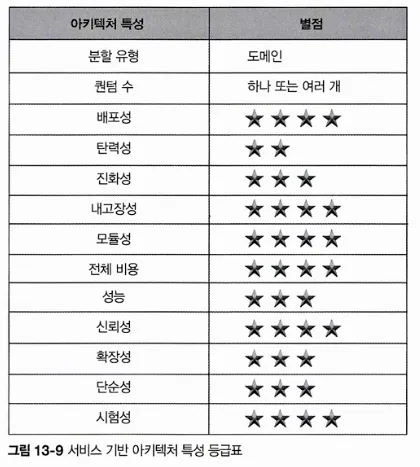 아키텍처 특성 별점
분할 유형 도메인
퀀텀 수 하나 또는 여러 개
배포성 ★★★★
탄력성 ★★
진화성 ★★★
내고장성 ★★★★
모듈성 ★★★★
전체 비용 ★★★★
성능 ★★★
신뢰성 ★★★★
확장성 ★★★
단순성 ★★★
시험성 ★★★★
그림 13-9 서비스 기반 아키텍처 특성 등급표